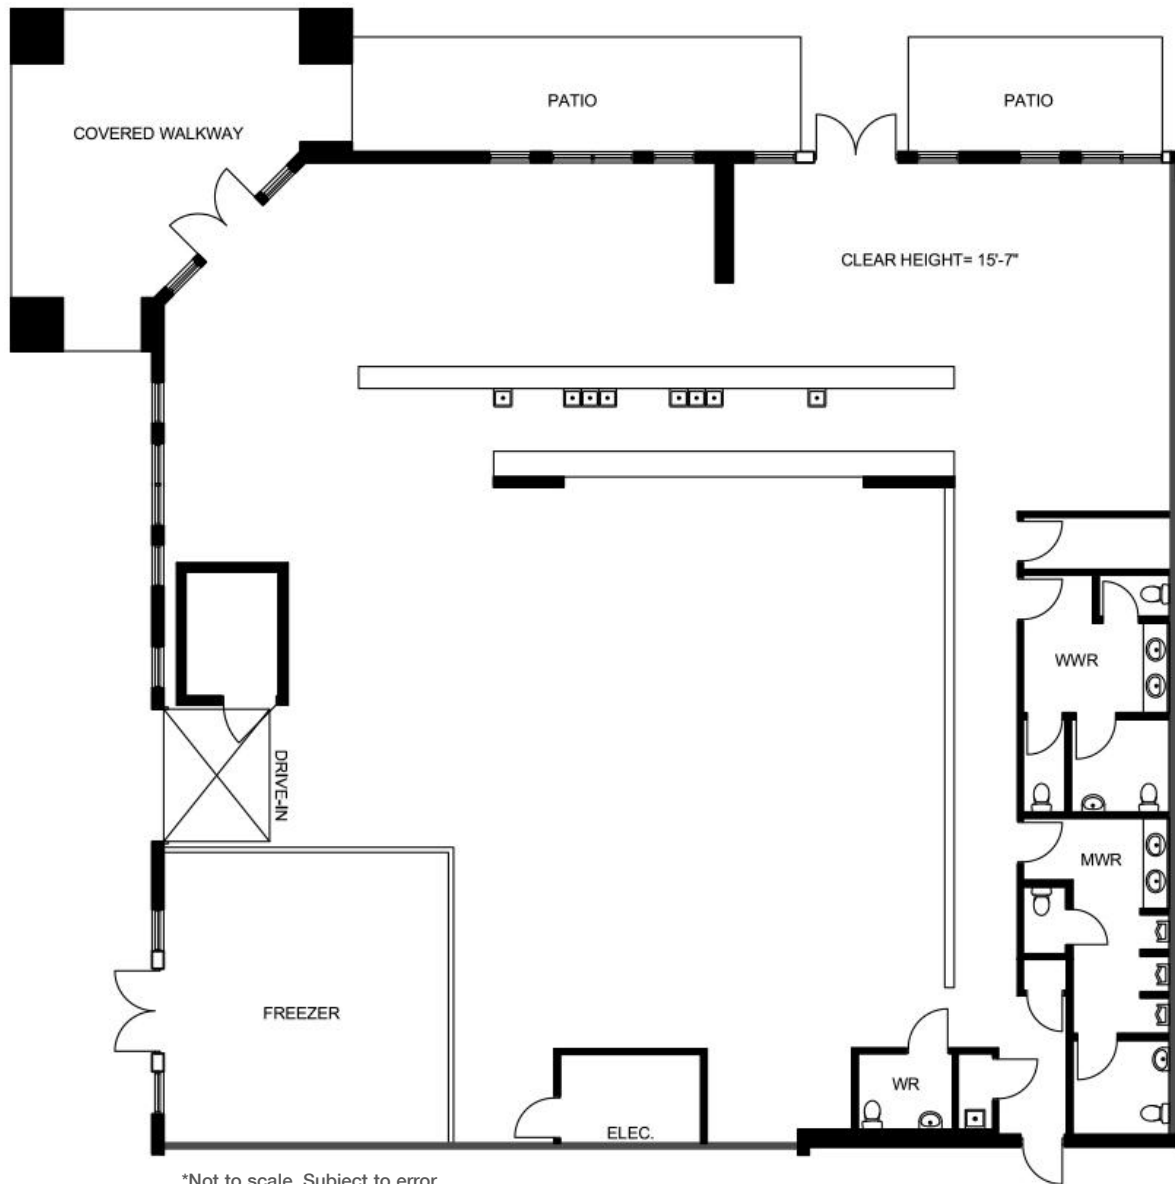 PATIO
PATIO
COVERED WALKWAY
CLEAR HEIGHT= 15'-7"
WWR
DRIVE-IN
MWR
FREEZER
WR
ELEC.
*Not to scale. Subject to error